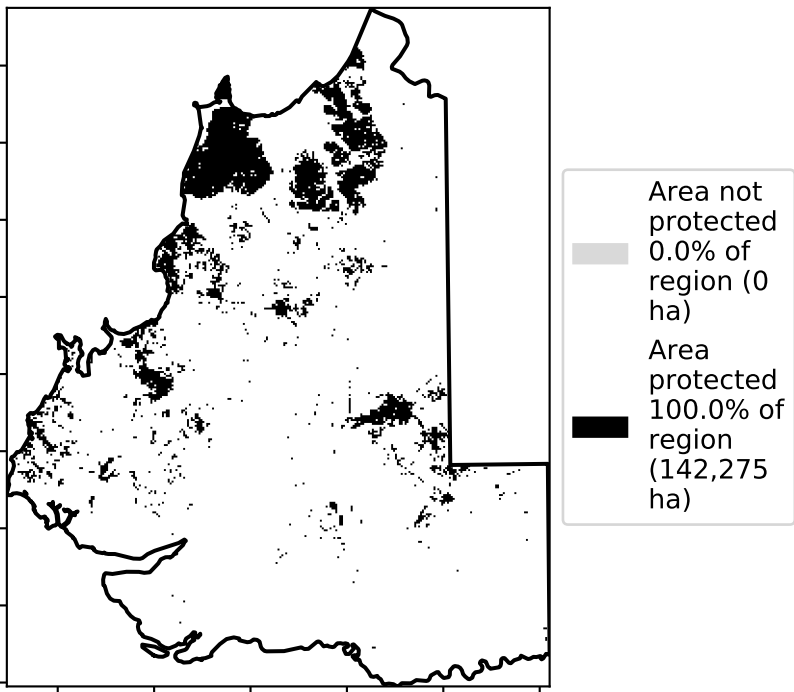 Area not
protected
0.0% of
region (0
ha)
Area
protected
100.0% of
region
(142,275
ha)